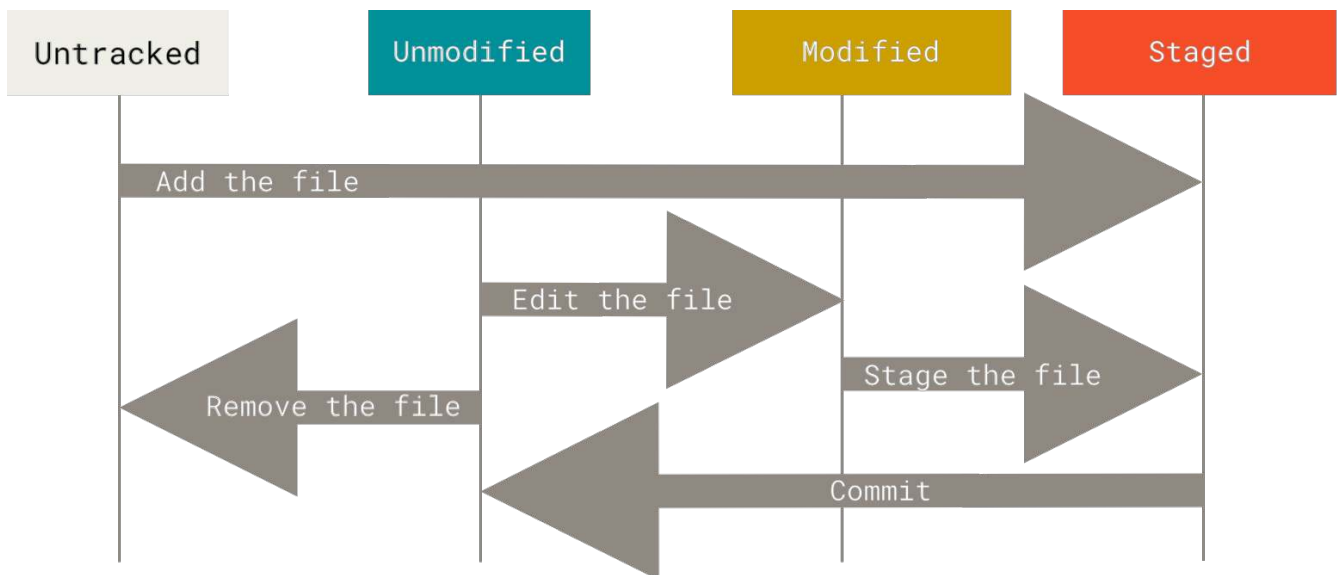 Untracked
Unmodified
Modified
Staged
Add the file
Edit the file
Stage the file
Remove the file
Commit